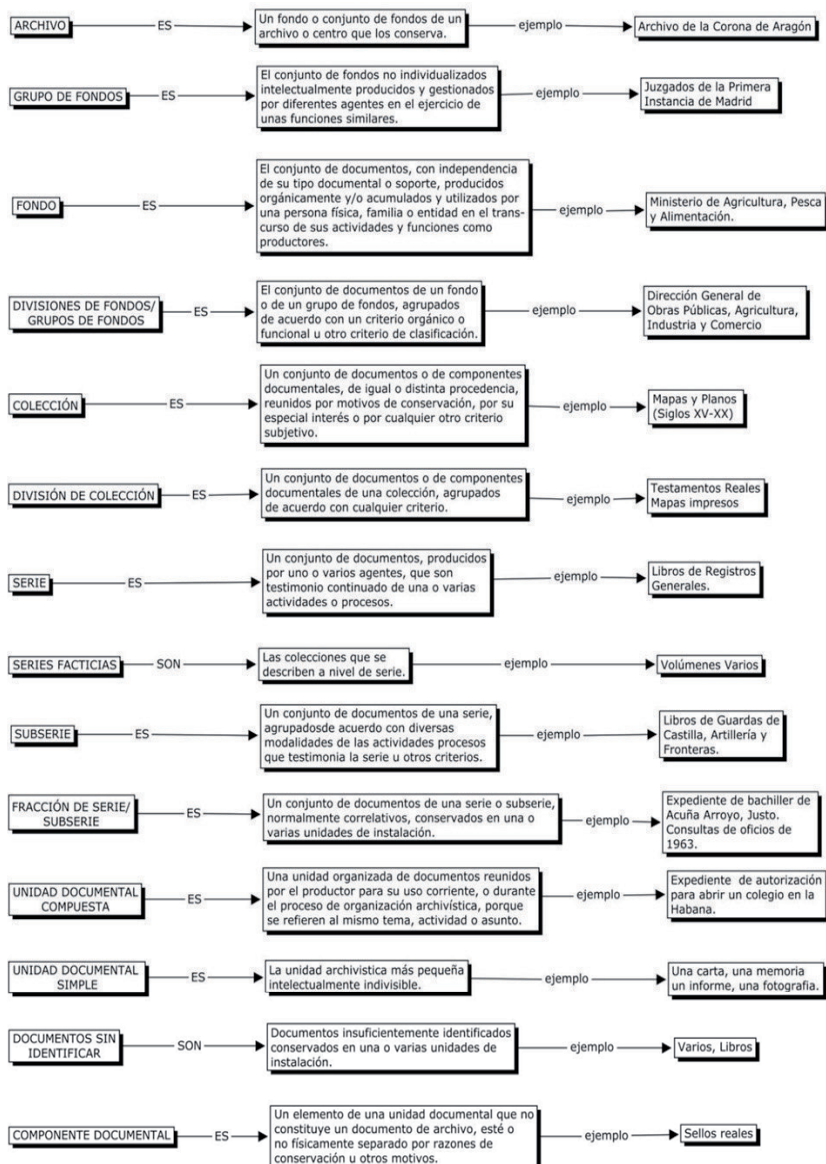 ARCHIVO
ES
Un fondo o conjunto de fondos de un
archivo o centro que los conserva.
ejemplo
Archivo de la Corona de Aragón
GRUPO DE FONDOS
ES
El conjunto de fondos no individualizados
intelectualmente producidos y gestionados
por diferentes agentes en el ejercicio de
unas funciones similares.
ejemplo
Juzgados de la Primera
Instancia de Madrid
FONDO
ES
El conjunto de documentos, con independencia
de su tipo documental o soporte, producidos
orgánicamente y/o acumulados y utilizados por
una persona física, familia o entidad en el trans-
curso de sus actividades y funciones como
productores.
ejemplo
Ministerio de Agricultura, Pesca
y Alimentación.
DIVISIONES DE FONDOS/
GRUPOS DE FONDOS
ES
El conjunto de documentos de un fondo
o de un grupo de fondos, agrupados
de acuerdo con un criterio orgánico o
funcional u otro criterio de clasificación.
ejemplo
Dirección General de
Obras Públicas, Agricultura,
Industria y Comercio
COLECCIÓN
ES
Un conjunto de documentos o de componentes
documentales, de igual o distinta procedencia,
reunidos por motivos de conservación, por su
especial interés o por cualquier otro criterio
subjetivo.
ejemplo
Mapas y Planos
(Siglos XV-XX)
DIVISIÓN DE COLECCIÓN
ES
Un conjunto de documentos o de componentes
documentales de una colección, agrupados
de acuerdo con cualquier criterio.
ejemplo
Testamentos Reales
Mapas impresos
SERIE
ES
Un conjunto de documentos, producidos
por uno o varios agentes, que son
testimonio continuado de una o varias
actividades o procesos.
ejemplo
Libros de Registros
Generales.
SERIES FACTICIAS
SON
Las colecciones que se
describen a nivel de serie.
ejemplo
Volúmenes Varios
SUBSERIE
ES
Un conjunto de documentos de una serie,
agrupadosde acuerdo con diversas
modalidades de las actividades procesos
que testimonia la serie u otros criterios.
ejemplo
Libros de Guardas de
Castilla, Artillería y
Fronteras.
FRACCIÓN DE SERIE/
SUBSERIE
ES
Un conjunto de documentos de una serie o subserie,
normalmente correlativos, conservados en una o
varias unidades de instalación.
ejemplo
Expediente de bachiller de
Acuña Arroyo, Justo.
Consultas de oficios de
1963.
UNIDAD DOCUMENTAL
COMPUESTA
ES
Una unidad organizada de documentos reunidos
por el productor para su uso corriente, o durante
el proceso de organización archivística, porque
se refieren al mismo tema, actividad o asunto.
ejemplo
Expediente de autorización
para abrir un colegio en la
Habana.
UNIDAD DOCUMENTAL
SIMPLE
ES
La unidad archivistica más pequeña
intelectualmente indivisible.
ejemplo
Una carta, una memoria
un informe, una fotografia.
DOCUMENTOS SIN
IDENTIFICAR
SON
Documentos insuficientemente identificados
conservados en una o varias unidades de
instalación.
ejemplo
Varios, Libros
COMPONENTE DOCUMENTAL
ES
Un elemento de una unidad documental que no
constituye un documento de archivo, esté o
no físicamente separado por razones de
conservación u otros motivos.
ejemplo
Sellos reales